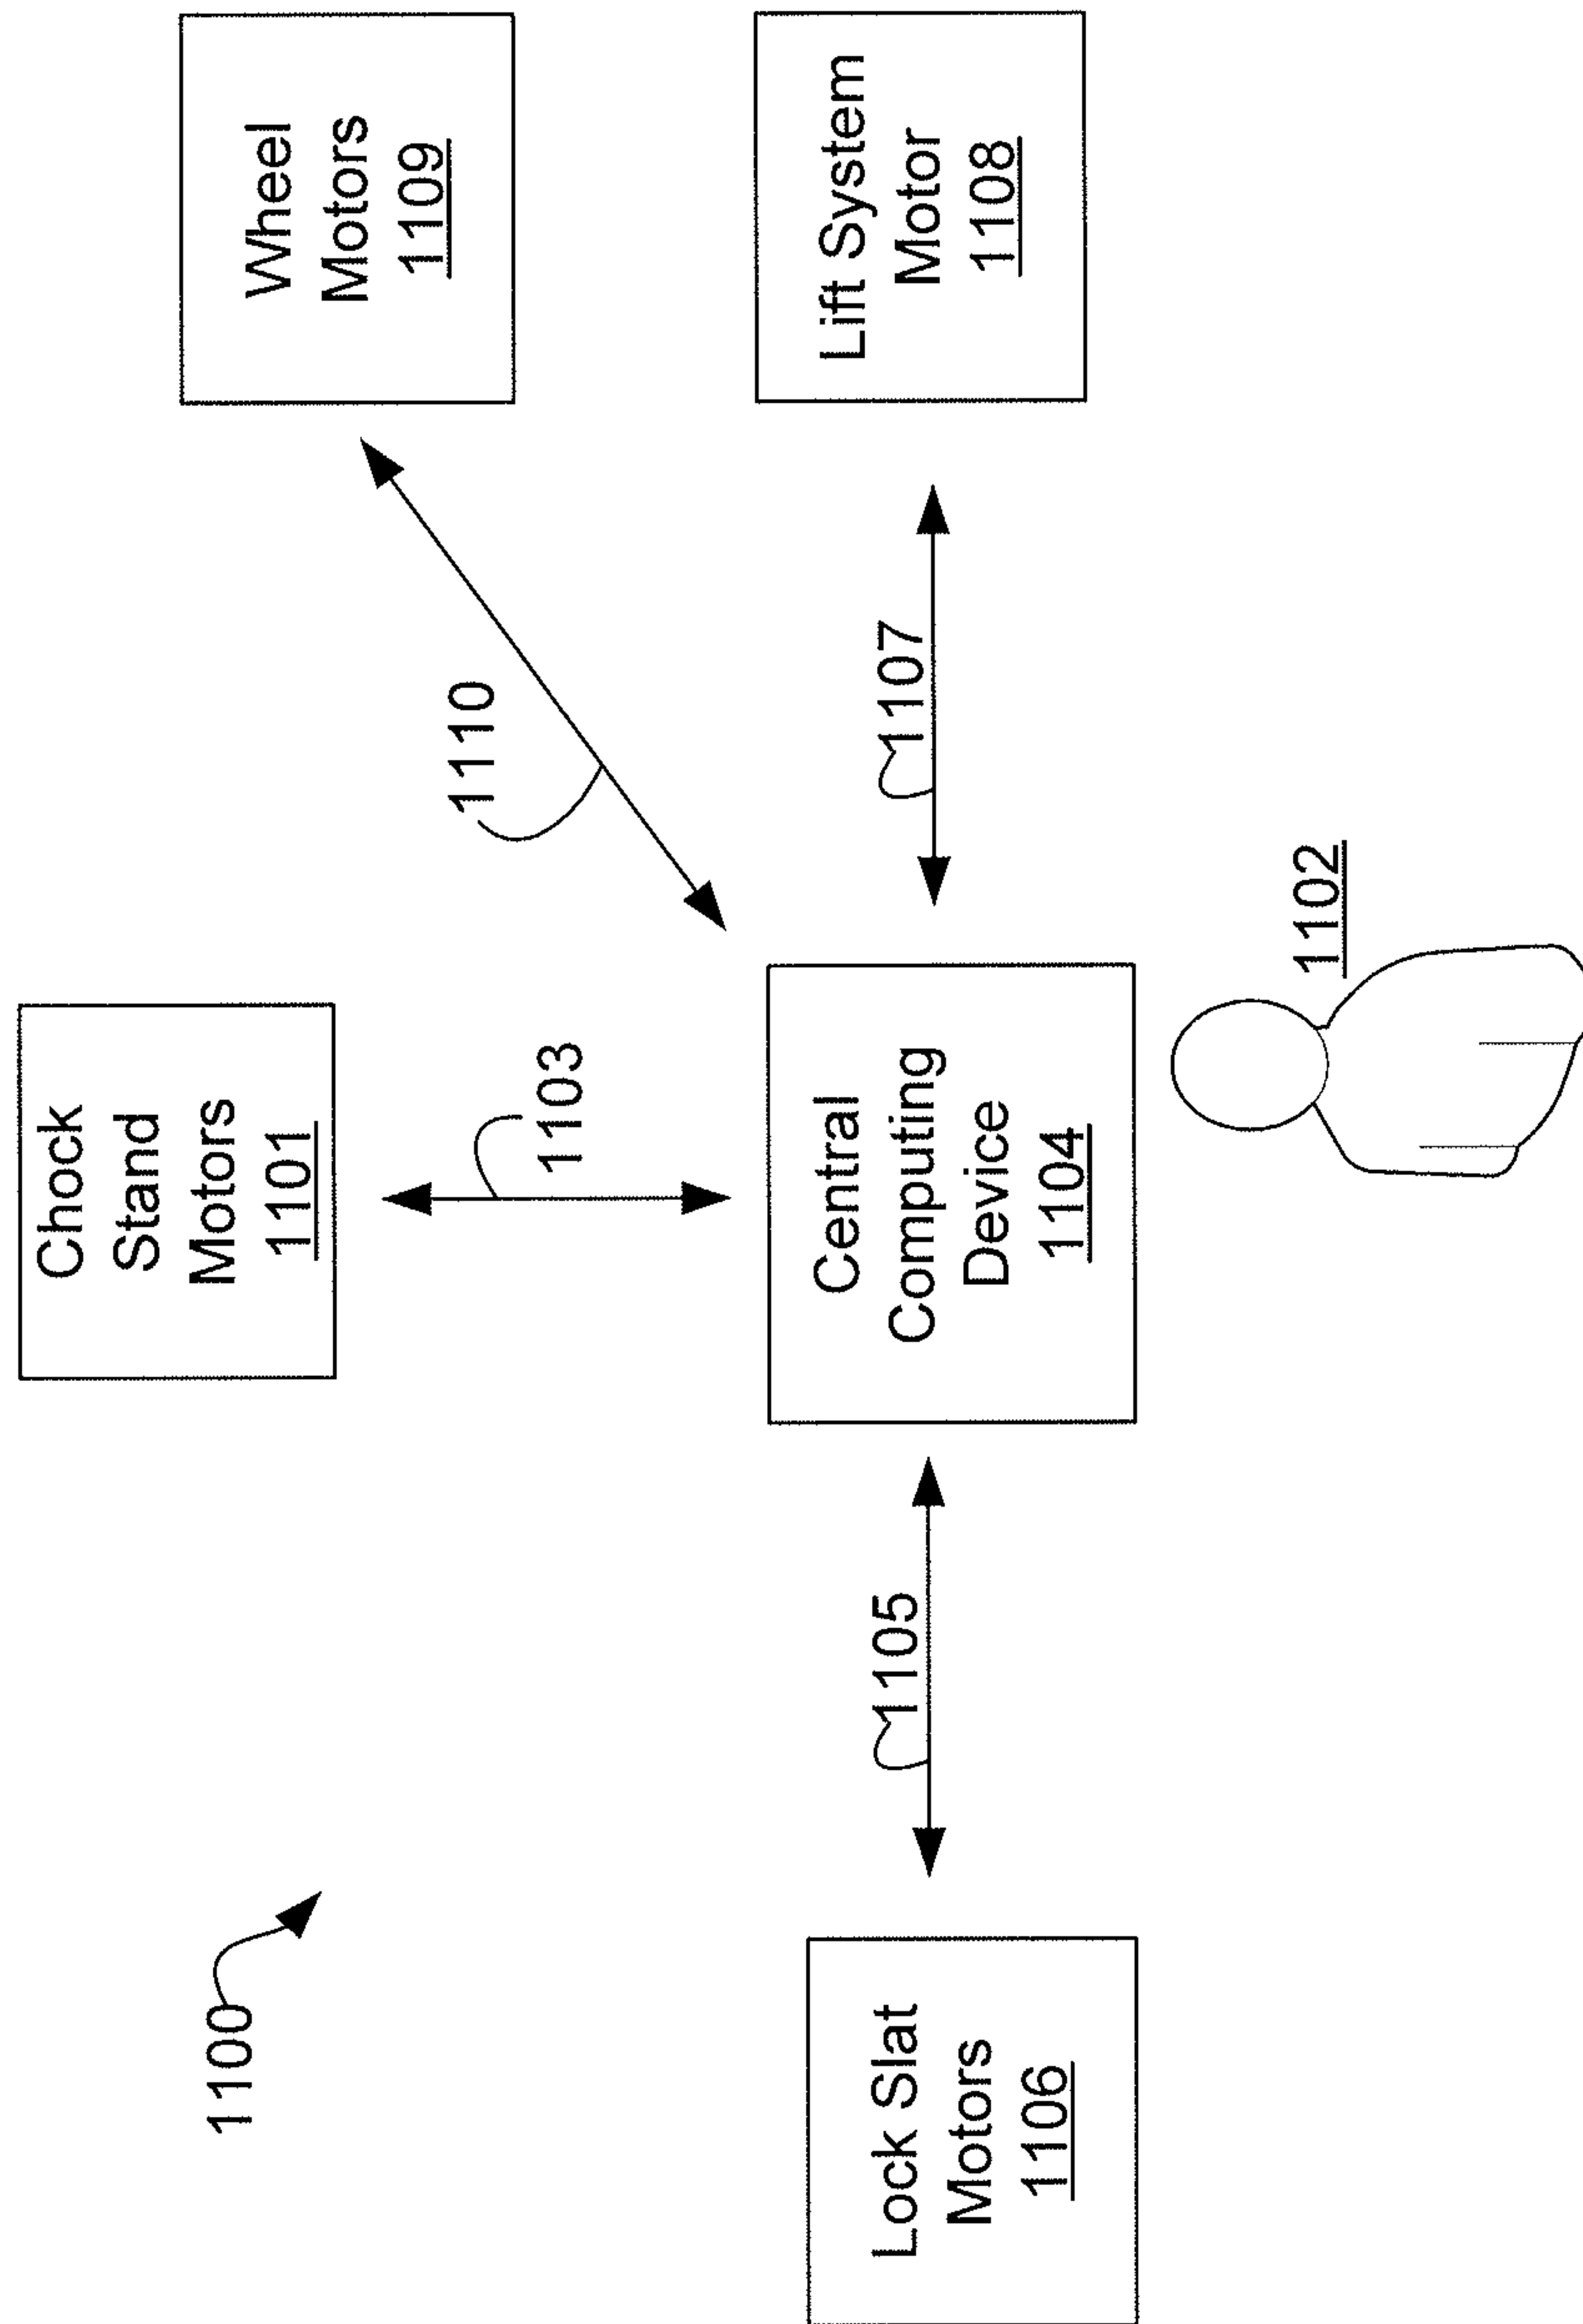 1100
Chock
Stand
Motors
1101
Wheel
Motors
1109
1103
1110
Lock Slat
Motors
1106
1105
Central
Computing
Device
1104
1107
Lift System
Motor
1108
1102